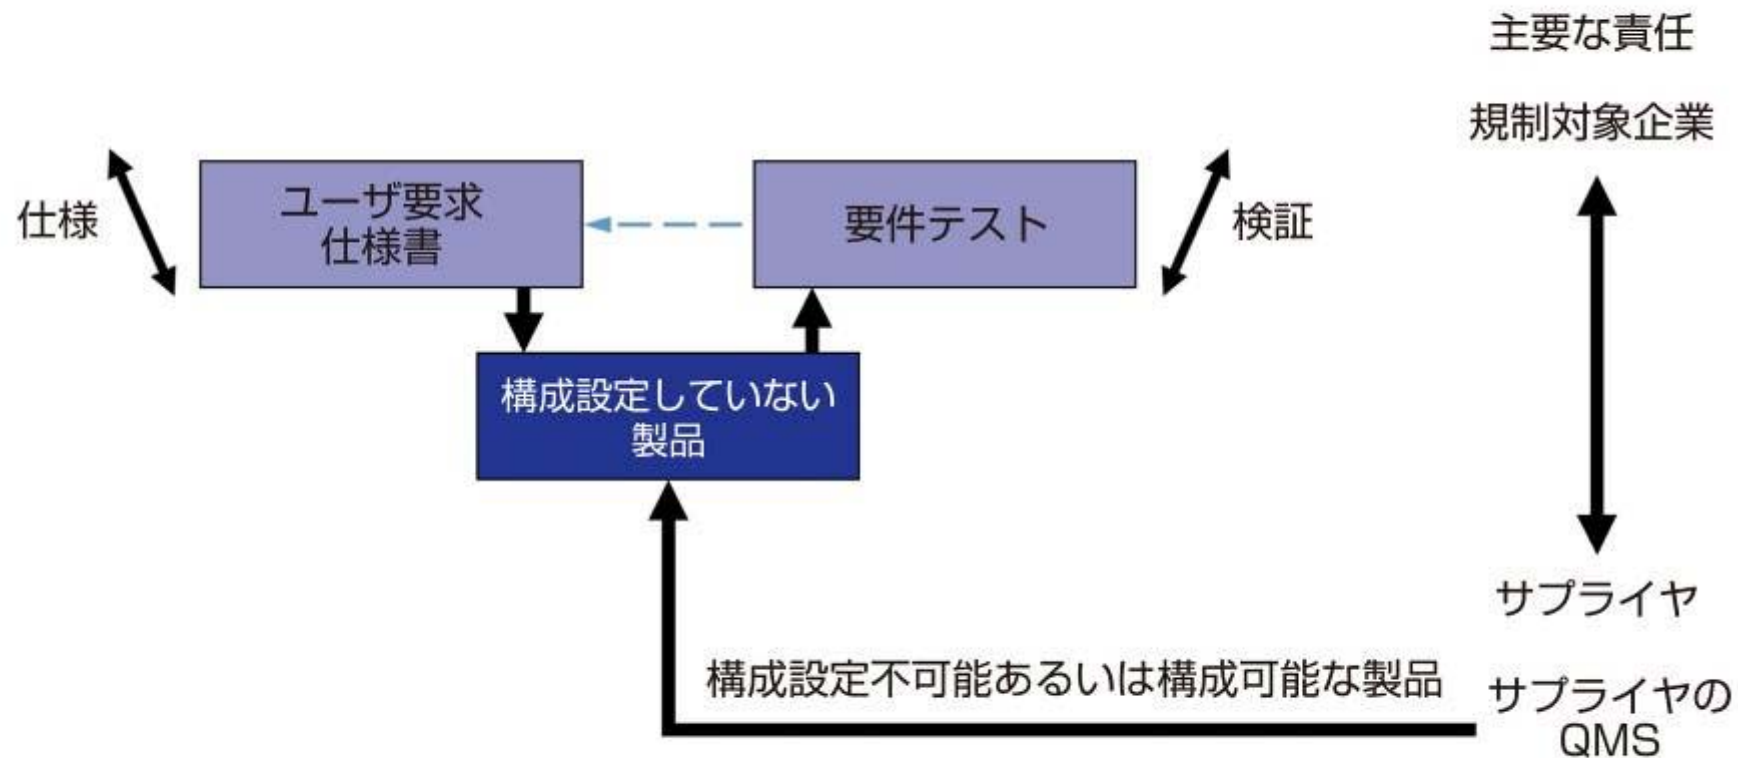 主要な責任
規制対象企業
仕様
ユーザ要求
仕様書
要件テスト
検証
構成設定していない
製品
サプライヤ
構成設定不可能あるいは構成可能な製品
サプライヤの
QMS